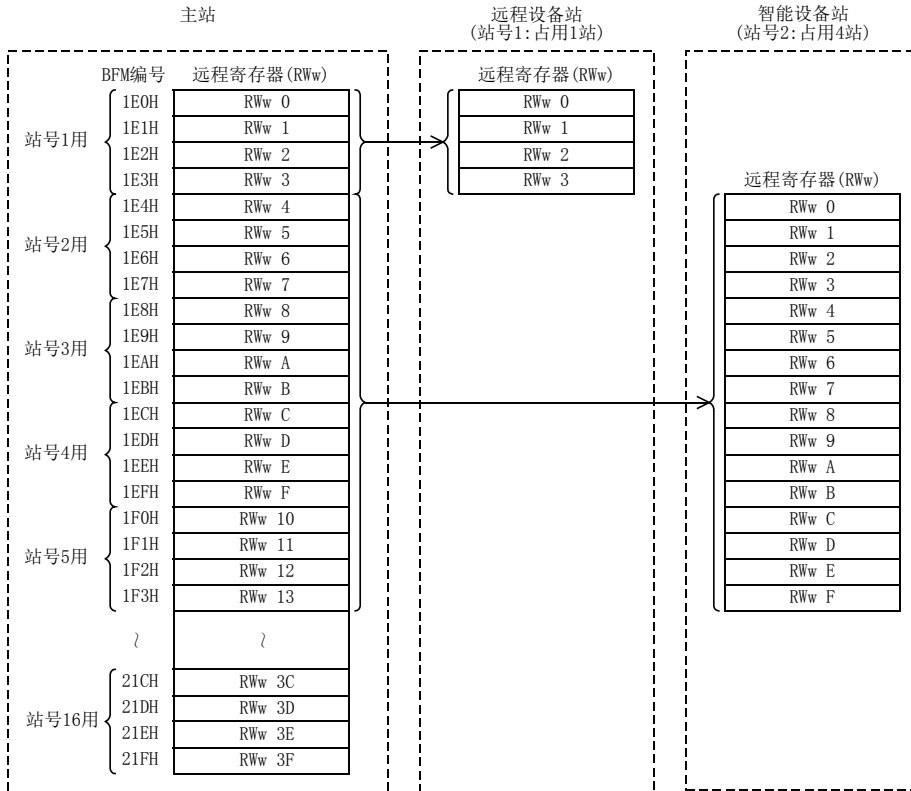 主站
远程设备站
(站号1:占用1站)
智能设备站
(站号2:占用4站)
BFM编号 远程寄存器(RWw)
站号1用
1E0H RWw 0
1E1H RWw 1
1E2H RWw 2
1E3H RWw 3
站号2用
1E4H RWw 4
1E5H RWw 5
1E6H RWw 6
1E7H RWw 7
站号3用
1E8H RWw 8
1E9H RWw 9
1EAH RWw A
1EBH RWw B
站号4用
1ECH RWw C
1EDH RWw D
1EEH RWw E
1EFH RWw F
站号5用
1F0H RWw 10
1F1H RWw 11
1F2H RWw 12
1F3H RWw 13
~ ~
站号16用
21CH RWw 3C
21DH RWw 3D
21EH RWw 3E
21FH RWw 3F
远程寄存器(RWw)
RWw 0
RWw 1
RWw 2
RWw 3
远程寄存器(RWw)
RWw 0
RWw 1
RWw 2
RWw 3
RWw 4
RWw 5
RWw 6
RWw 7
RWw 8
RWw 9
RWw A
RWw B
RWw C
RWw D
RWw E
RWw F